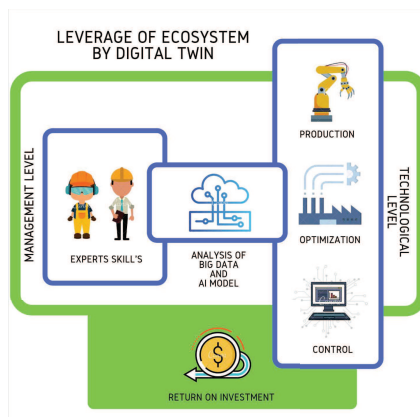 LEVERAGE OF ECOSYSTEM
BY DIGITAL TWIN
MANAGEMENT LEVEL
EXPERTS SKILL'S
ANALYSIS OF
BIG DATA
AND
AI MODEL
PRODUCTION
OPTIMIZATION
CONTROL
TECHNOLOGICAL
LEVEL
$
RETURN ON INVESTMENT